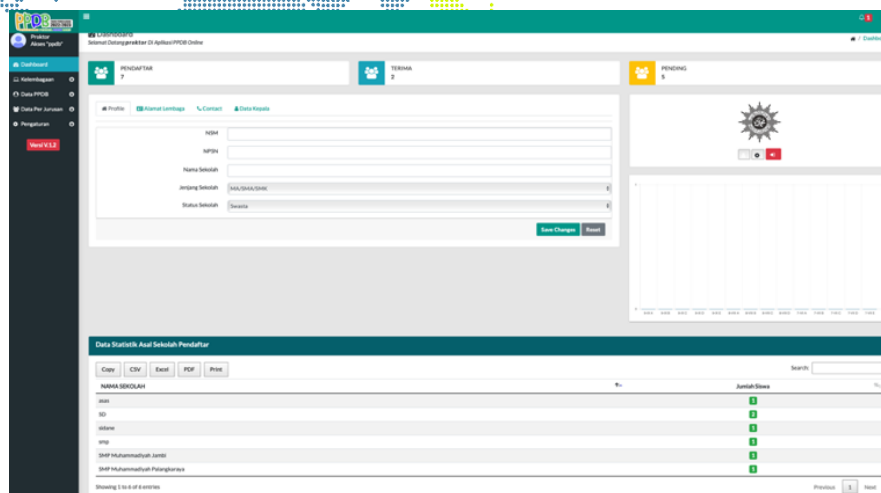 PPDB
Proktor
Akses "ppdb"
Dashboard
Selamat Datang proktor Di Aplikasi PPDB Online
/ Dashbo
Dashboard
Kelembagaan
Data PPDB
Data Per Jurusan
Pengaturan
Versi V.1.2
PENDAFTAR
7
TERIMA
2
PENDING
5
Profile Alamat Lembaga Contact Data Kepala
NSM
NPSN
Nama Sekolah
Jenjang Sekolah MA/SMA/SMK
Status Sekolah Swasta
Save Changes Reset
Data Statistik Asal Sekolah Pendaftar
Copy CSV Excel PDF Print
Search:
NAMA SEKOLAH Jumlah Siswa
asas 1
SD 2
sidane 1
smp 1
SMP Muhammadiyah Jambi 1
SMP Muhammadiyah Palangkaraya 1
Showing 1 to 6 of 6 entries
Previous 1 Next